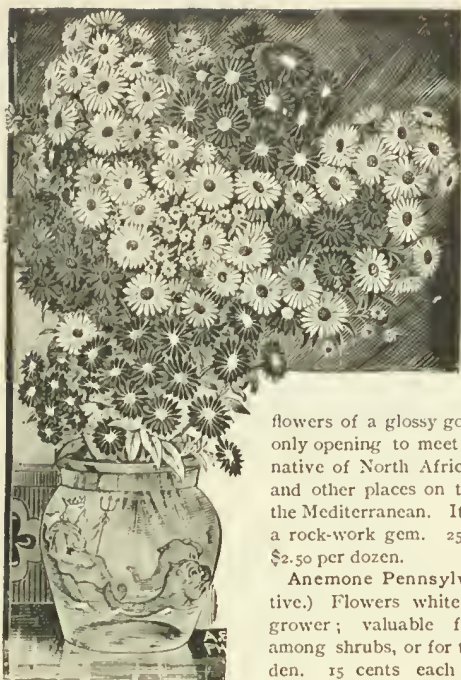 flowers of a glossy go
only opening to meet
native of North Afric
and other places on t
the Mediterranean. It
a rock-work gem. 25
$2.50 per dozen.
Anemone Pennsylv
tive.) Flowers white
grower; valuable f
among shrubs, or for t
den. 15 cents each